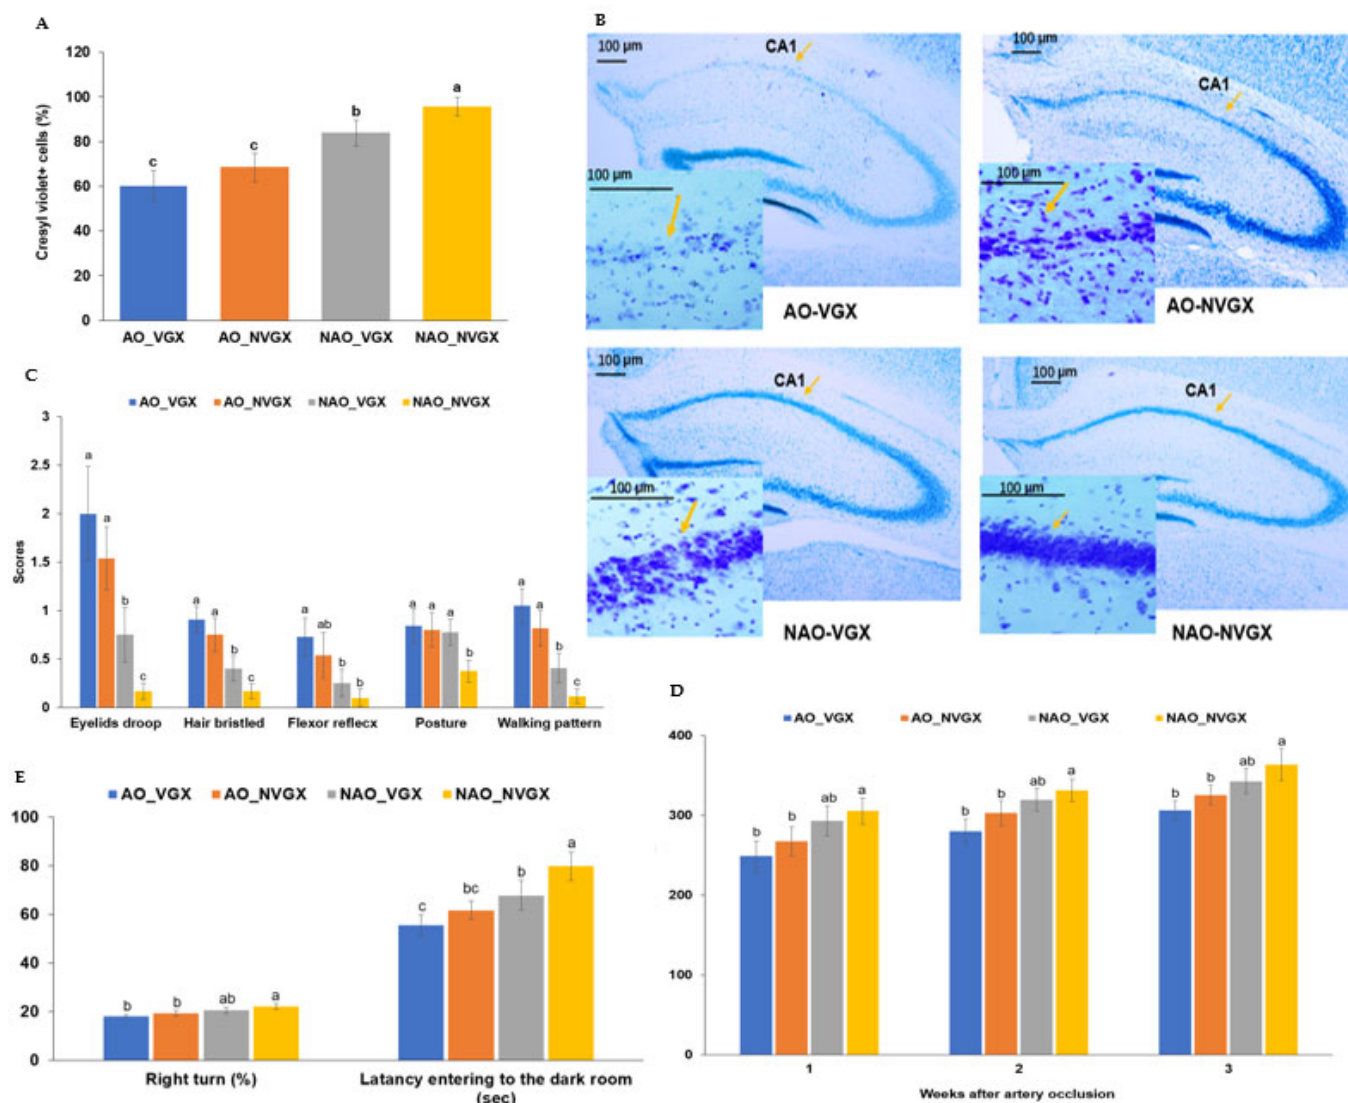 A
120
100
80
60
40
20
0
Cresyl violet+ cells (%)
c
c
b
a
AO_VGX
AO_NVGX
NAO_VGX
NAO_NVGX
B
100 µm
CA1
100 µm
AO-VGX
100 µm
CA1
100 µm
AO-NVGX
100 µm
CA1
100 µm
NAO-VGX
100 µm
CA1
100 µm
NAO-NVGX
C
AO_VGX AO_NVGX NAO_VGX NAO_NVGX
3
2.5
2
1.5
1
0.5
0
Scores
a a b c
a a b c
a ab b b
a a a b
a a b c
Eyelids droop Hair bristled Flexor reflecx Posture Walking pattern
D
AO_VGX AO_NVGX NAO_VGX NAO_NVGX
400
300
200
100
0
b b ab a
b b ab a
b b ab a
1 2 3
Weeks after artery occlusion
E
AO_VGX AO_NVGX NAO_VGX NAO_NVGX
100
80
60
40
20
0
b b ab a
c bc b a
Right turn (%) Latancy entering to the dark room
(sec)